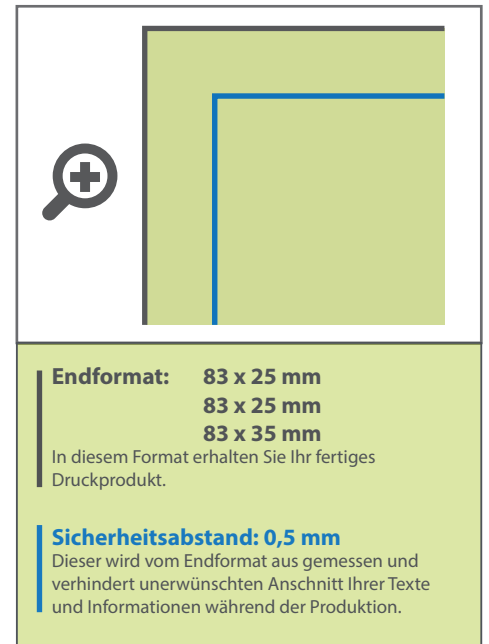 Endformat: 83 x 25 mm
83 x 25 mm
83 x 35 mm
In diesem Format erhalten Sie Ihr fertiges
Druckprodukt.
Sicherheitsabstand: 0,5 mm
Dieser wird vom Endformat aus gemessen und
verhindert unerwünschten Anschnitt Ihrer Texte
und Informationen während der Produktion.